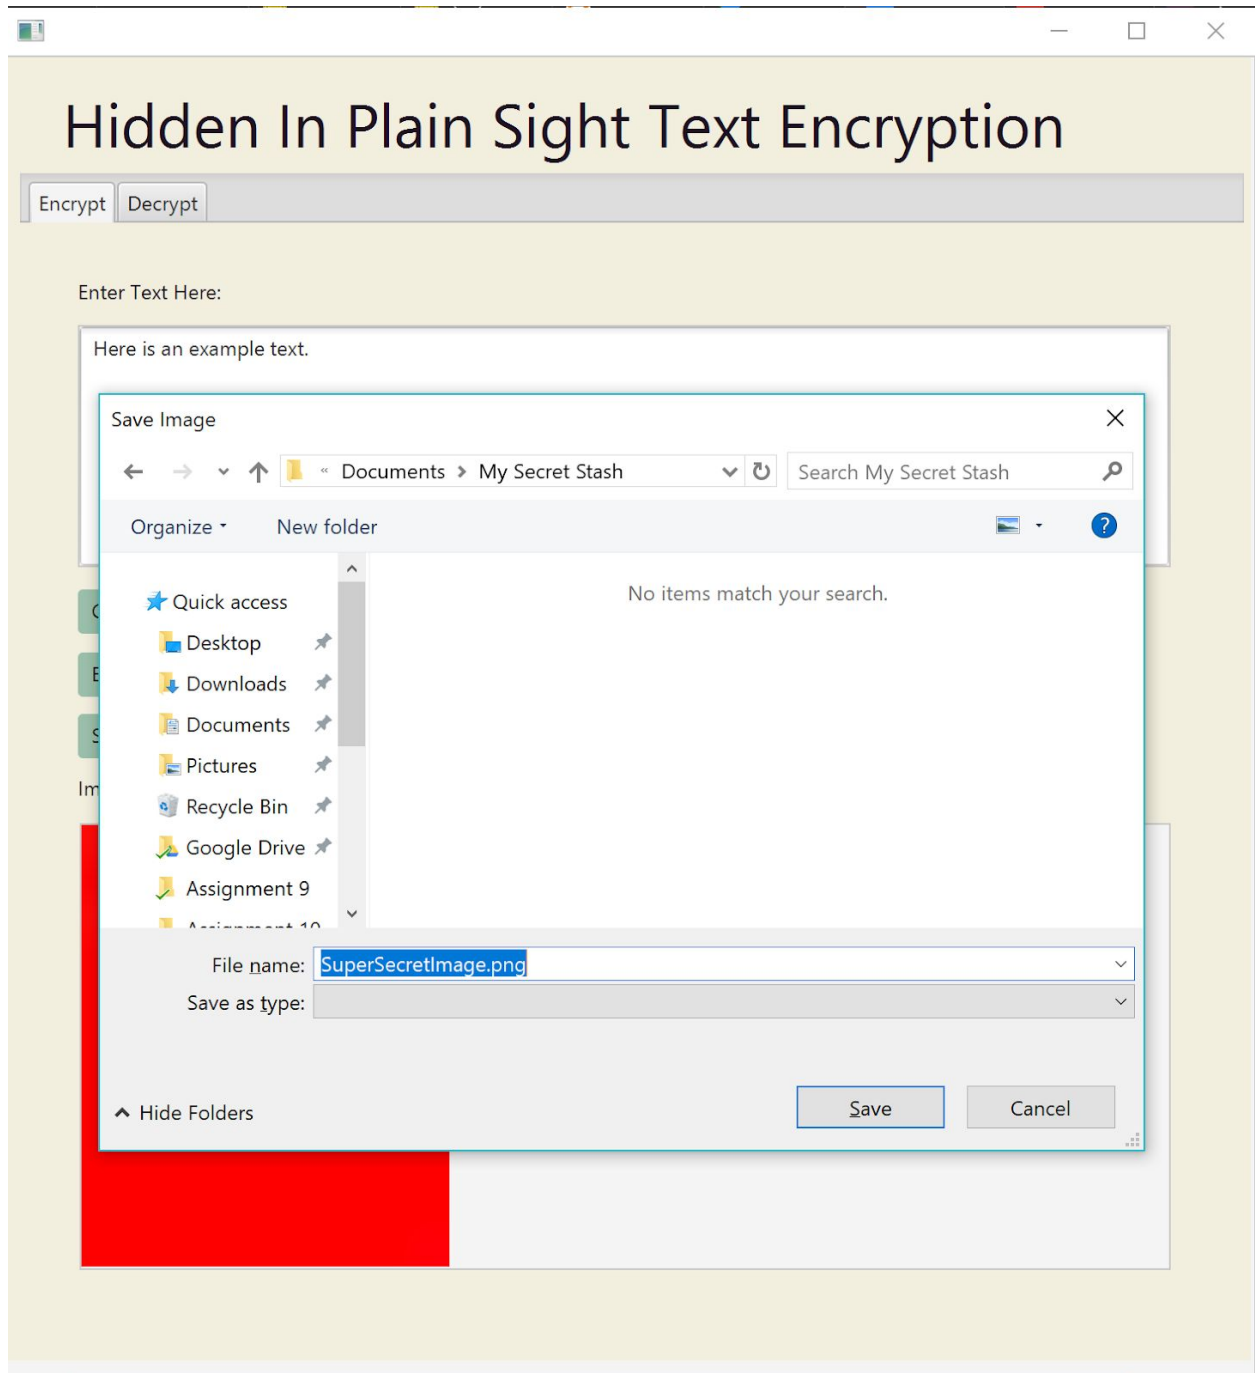 Hidden In Plain Sight Text Encryption
Encrypt Decrypt
Enter Text Here:
Here is an example text.
Save Image
« Documents > My Secret Stash
Search My Secret Stash
Organize
New folder
No items match your search.
Quick access
Desktop
Downloads
Documents
Pictures
Recycle Bin
Google Drive
Assignment 9
Assignment 10
Im
File name: SuperSecretImage.png
Save as type:
Hide Folders
Save
Cancel